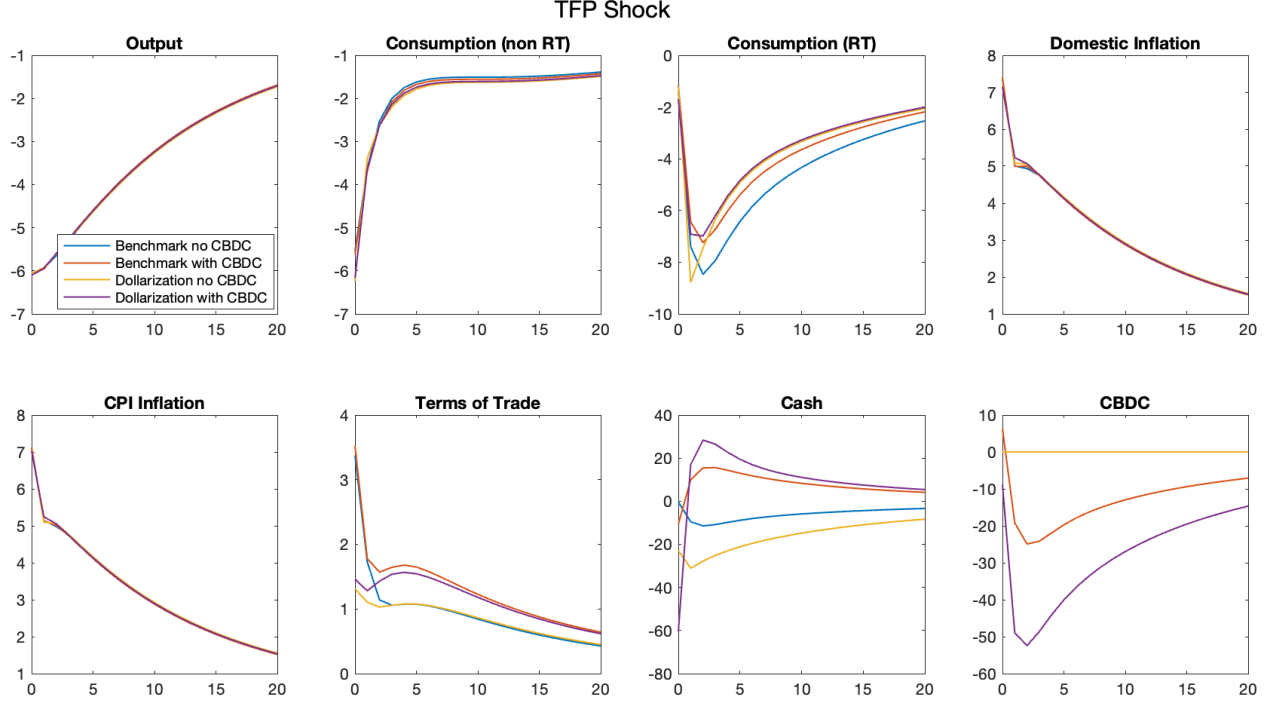 TFP Shock
Output
-1
-2
-3
-4
-5
-6
-7
0 5 10 15 20
Benchmark no CBDC
Benchmark with CBDC
Dollarization no CBDC
Dollarization with CBDC
Consumption (non RT)
-1
-2
-3
-4
-5
-6
-7
0 5 10 15 20
Consumption (RT)
0
-2
-4
-6
-8
-10
0 5 10 15 20
Domestic Inflation
8
7
6
5
4
3
2
1
0 5 10 15 20
CPI Inflation
8
7
6
5
4
3
2
1
0 5 10 15 20
Terms of Trade
4
3
2
1
0
0 5 10 15 20
Cash
40
20
0
-20
-40
-60
-80
0 5 10 15 20
CBDC
10
0
-10
-20
-30
-40
-50
-60
0 5 10 15 20